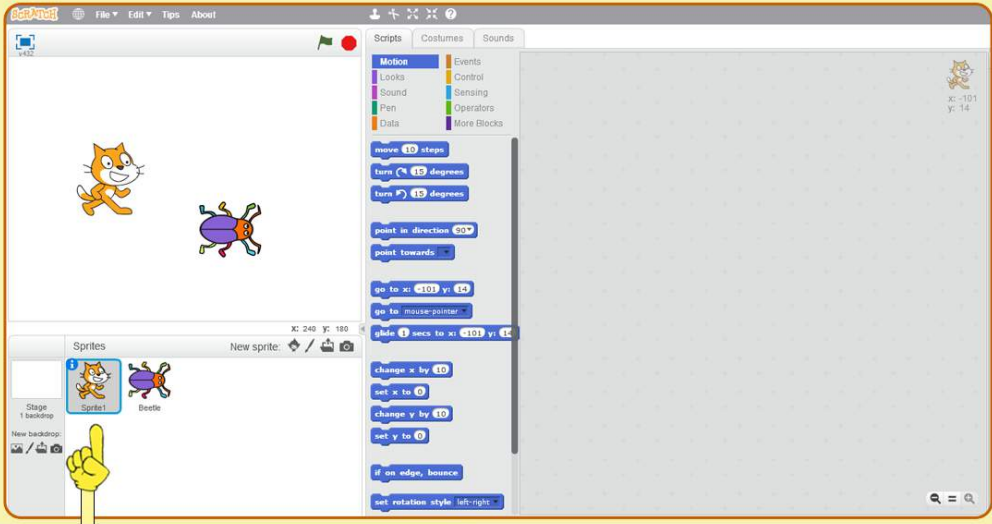 SCRATCH File Edit Tips About
v432
Scripts Costumes Sounds
Motion Events
Looks Control
Sound Sensing
Pen Operators
Data More Blocks
x: -101
y: 14
move 10 steps
turn 15 degrees
turn 15 degrees
point in direction 90
point towards
go to x: -101 y: 14
go to mouse-pointer
glide 1 secs to x: -101 y: 14
change x by 10
set x to 0
change y by 10
set y to 0
if on edge, bounce
set rotation style left-right
X: 240 y: 180
Sprites New sprite:
Stage
1 backdrop
New backdrop:
Sprite1 Beetle